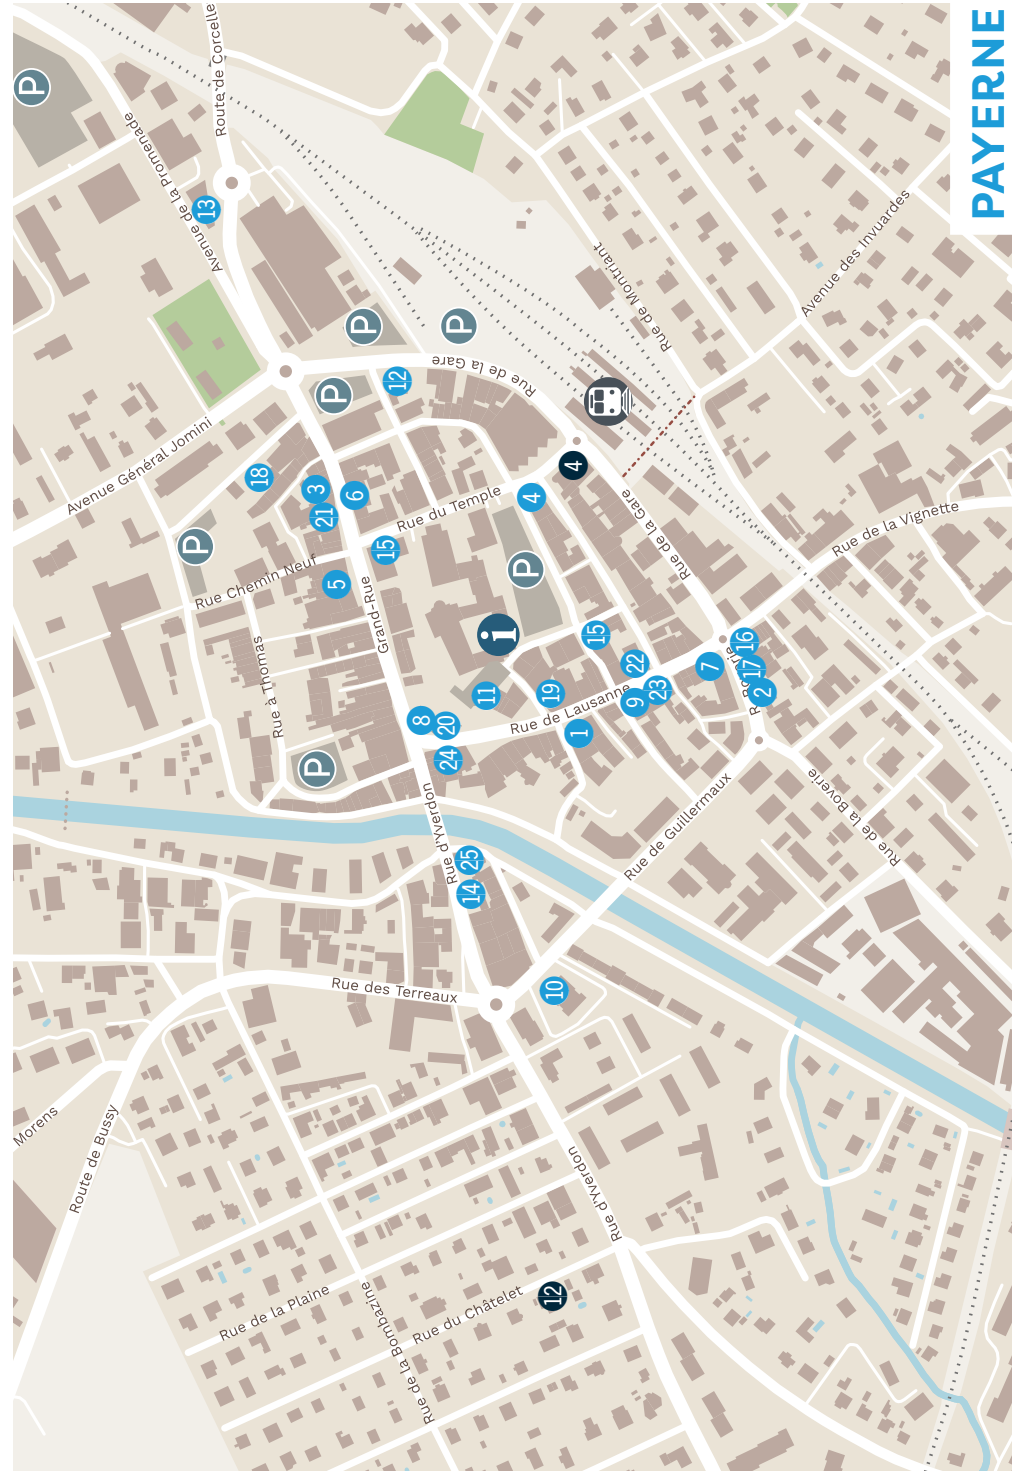 PAYERNE
P
Route de Corcelle
Avenue de la Promenade
13
P
P
Rue de la Gare
12
P
Rue de Montriant
Avenue des Invuardes
Avenue Général Jomini
18
3
21
6
4
4
Rue du Temple
15
P
Rue Chemin Neuf
5
Grand-Rue
P
Rue de la Gare
Rue de la Vignette
Rue à Thomas
i
15
22
23
9
7
16
17
2
11
19
Rue de Lausanne
1
8
20
24
P
Rue d'Yverdon
Rue de Guillermaux
Rue de la Boverie
25
14
Rue des Terreaux
10
Morens
Route de Bussy
Rue d'Yverdon
Rue de la Plaine
Rue de la Bombazine
Rue du Châtelet
12